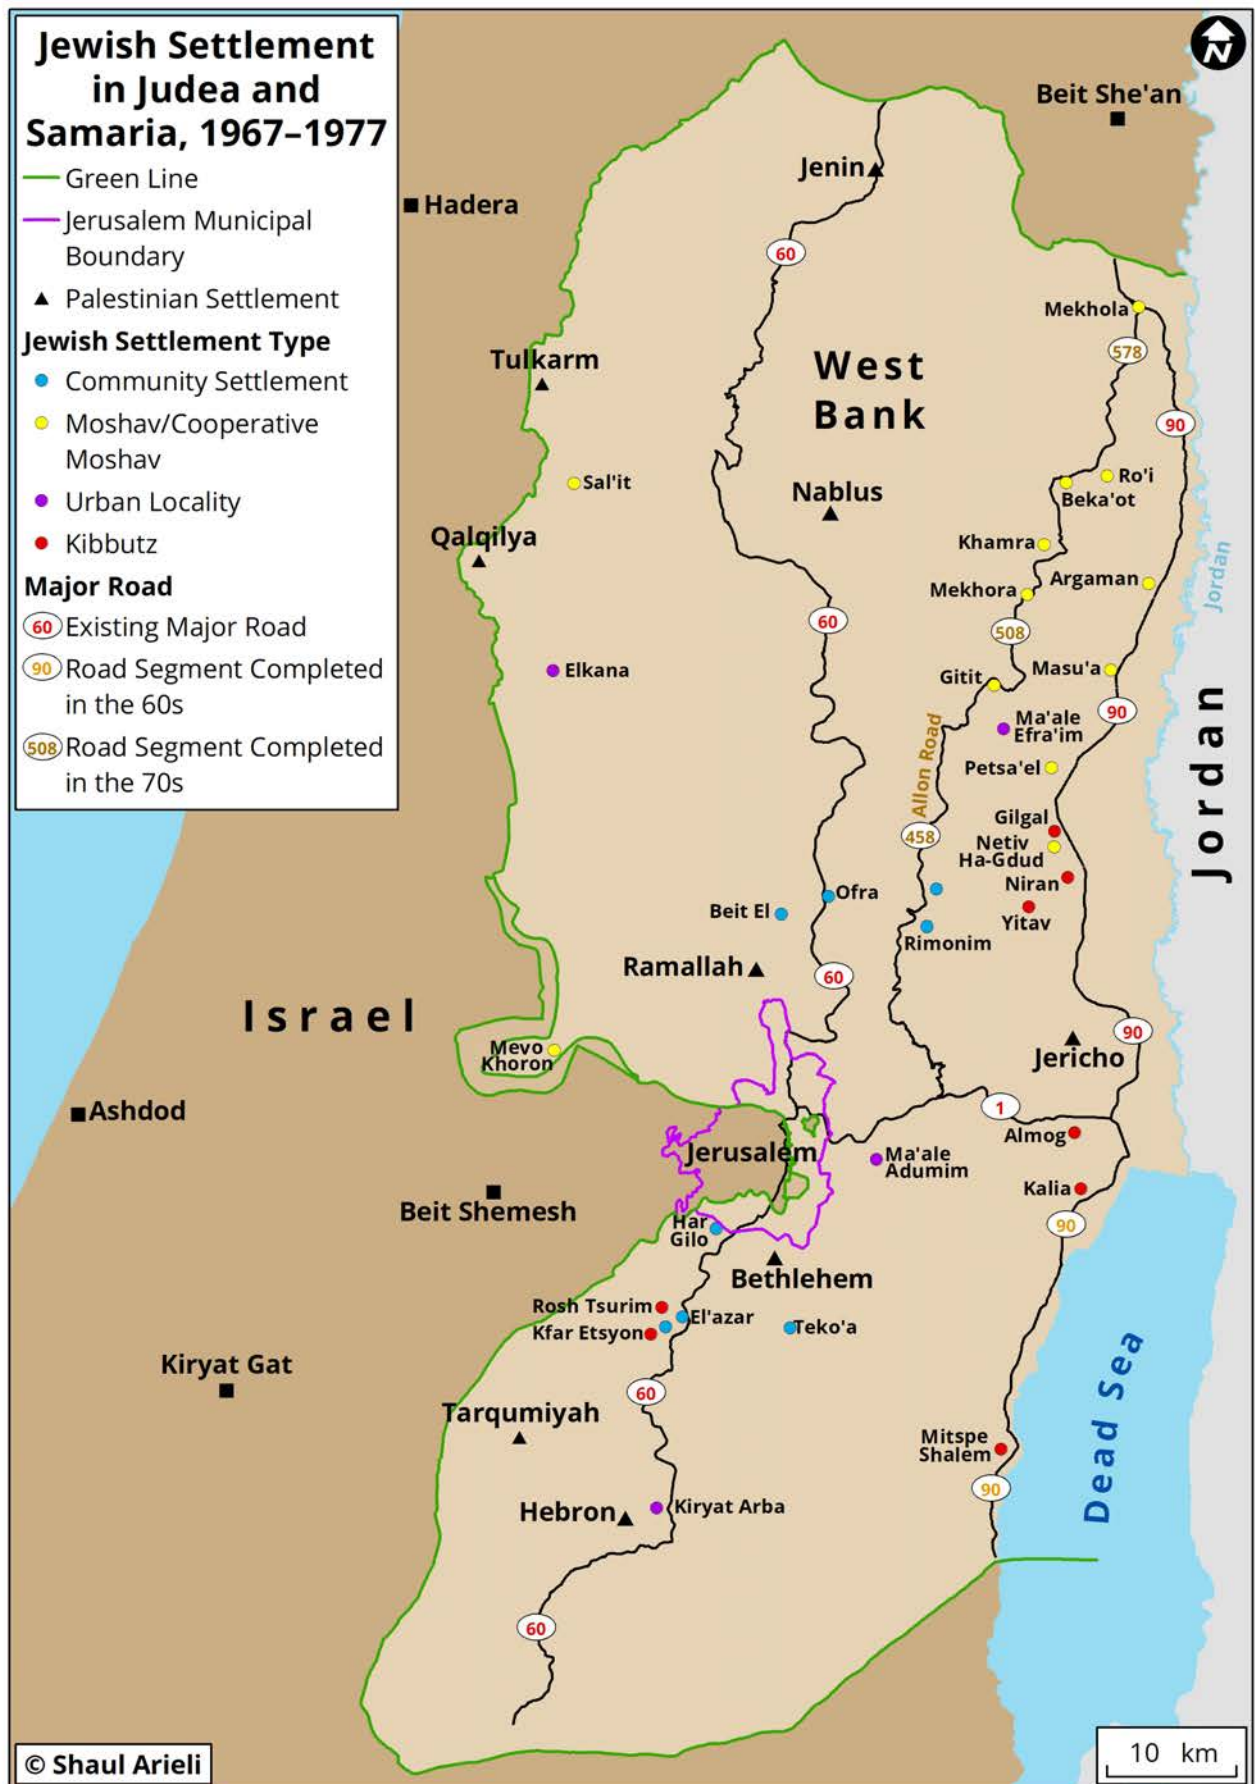 Jewish Settlement
in Judea and
Samaria, 1967–1977
Green Line
Jerusalem Municipal
Boundary
Palestinian Settlement
Jewish Settlement Type
Community Settlement
Moshav/Cooperative
Moshav
Urban Locality
Kibbutz
Major Road
60 Existing Major Road
90 Road Segment Completed
in the 60s
508 Road Segment Completed
in the 70s
N
Beit She'an
Jenin
Hadera
60
Mekhola
578
Tulkarm
West
Bank
90
Sal'it
Ro'i
Beka'ot
Nablus
Qalqilya
Khamra
Argaman
Jordan
Mekhora
60
508
Elkana
Masu'a
Gitit
90
Ma'ale
Efra'im
Jordan
Allon Road
Petsa'el
Gilgal
458
Netiv
Ha-Gdud
Niran
Ofra
Beit El
Yitav
Rimonim
Ramallah
60
Israel
90
Mevo
Khoron
Jericho
1
Ashdod
Almog
Jerusalem
Ma'ale
Adumim
Kalia
Beit Shemesh
90
Har
Gilo
Bethlehem
Rosh Tsurim
El'azar
Kfar Etsyon
Teko'a
Kiryat Gat
60
Dead Sea
Tarqumiyah
Mitspe
Shalem
90
Hebron
Kiryat Arba
60
© Shaul Arieli
10 km